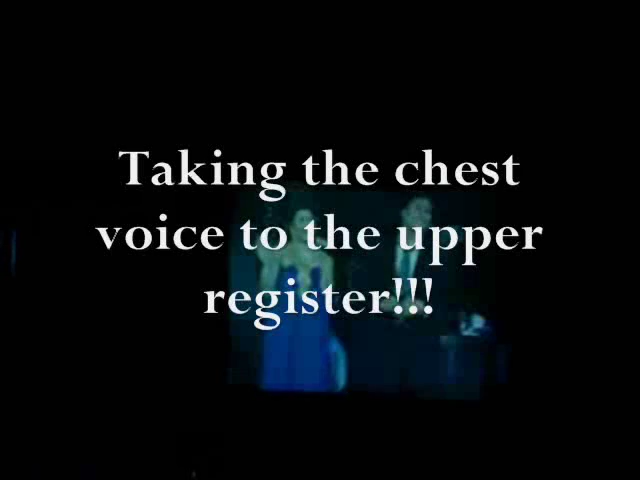 Taking the chest
voice to the upper
register!!!